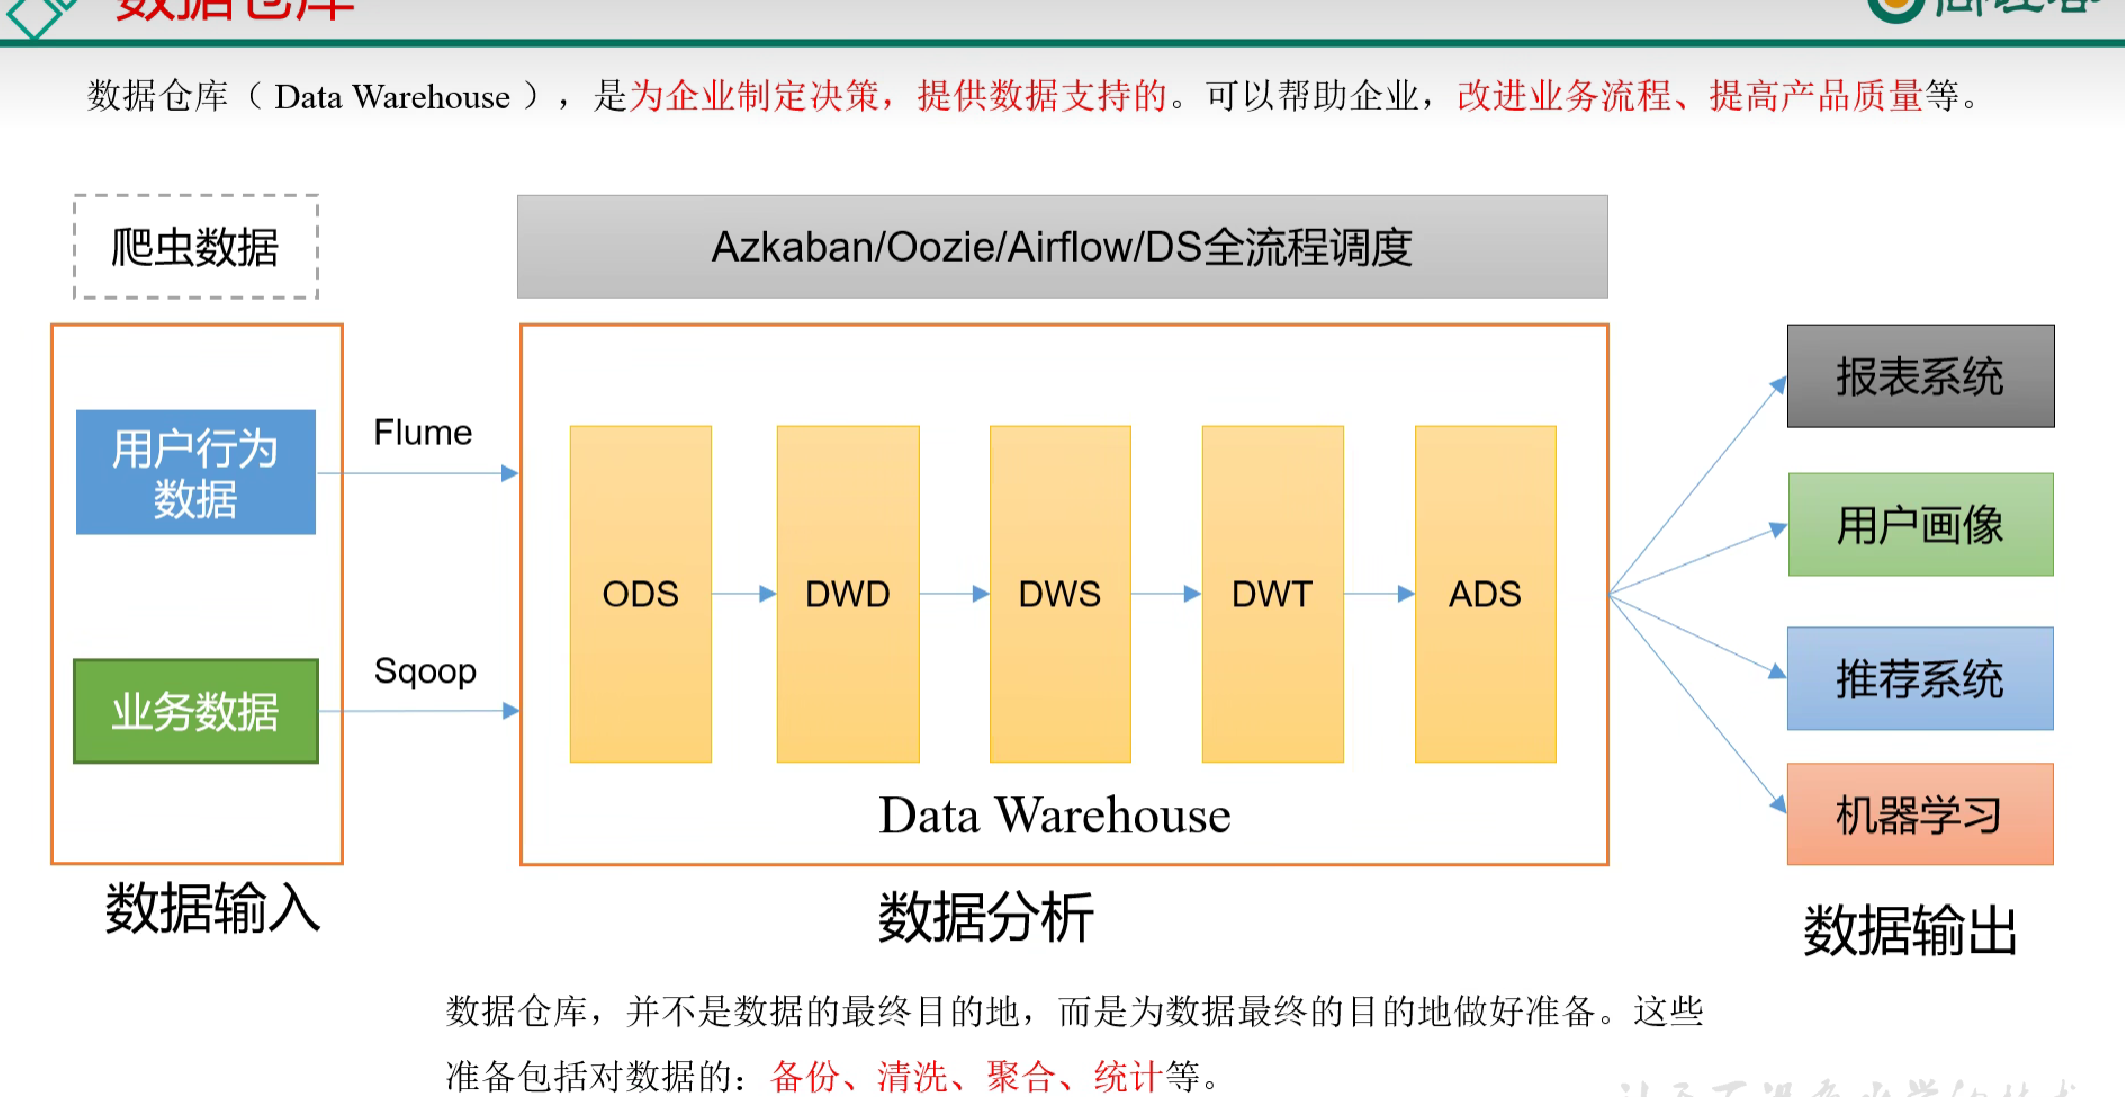 数据仓库
尚硅谷
数据仓库（ Data Warehouse ），是为企业制定决策，提供数据支持的。可以帮助企业，改进业务流程、提高产品质量等。
爬虫数据
Azkaban/Oozie/Airflow/DS全流程调度
用户行为
数据
Flume
业务数据
Sqoop
ODS
DWD
DWS
DWT
ADS
Data Warehouse
报表系统
用户画像
推荐系统
机器学习
数据输入
数据分析
数据输出
数据仓库，并不是数据的最终目的地，而是为数据最终的目的地做好准备。这些
准备包括对数据的：备份、清洗、聚合、统计等。